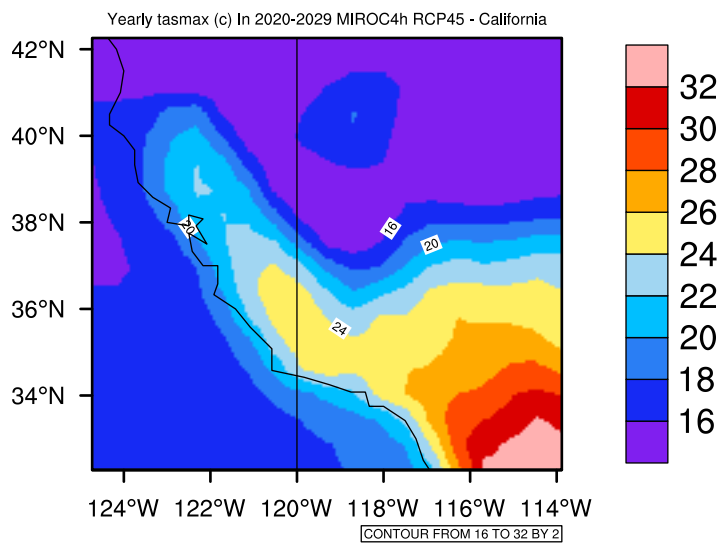 Yearly tasmax (c) In 2020-2029 MIROC4h RCP45 - California
42°N
40°N
38°N
36°N
34°N
20
16
20
24
124°W 122°W 120°W 118°W 116°W 114°W
32
30
28
26
24
22
20
18
16
CONTOUR FROM 16 TO 32 BY 2